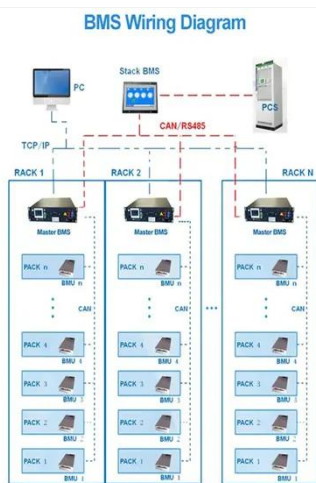 BMS Wiring Diagram
PC
Stack BMS
PCS
CAN/RS485
TCP/IP
RACK 1
RACK 2
RACK N
Master BMS
Master BMS
Master BMS
PACK n
BMU n
PACK n
BMU n
PACK n
BMU n
CAN
CAN
CAN
PACK 4
BMU 4
PACK 4
BMU 4
PACK 4
BMU 4
PACK 3
BMU 3
PACK 3
BMU 3
PACK 3
BMU 3
PACK 2
BMU 2
PACK 2
BMU 2
PACK 2
BMU 2
PACK 1
BMU 1
PACK 1
BMU 1
PACK 1
BMU 1